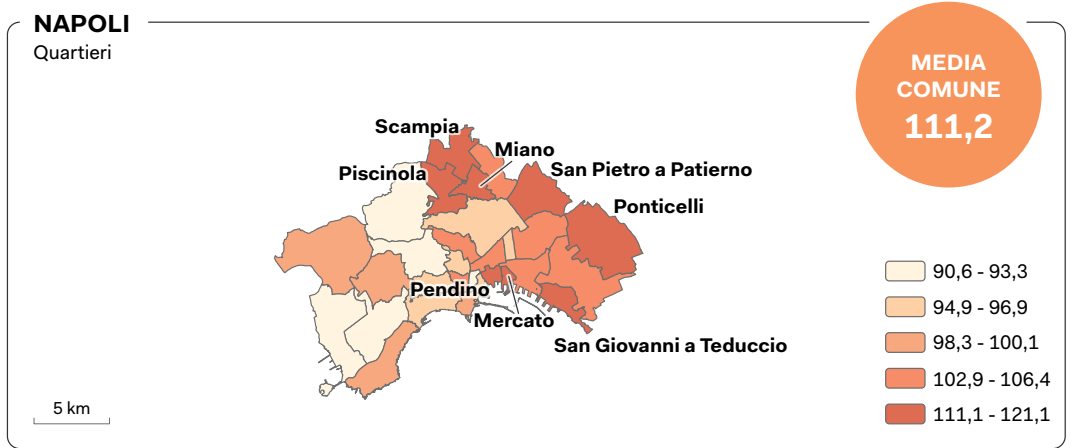 NAPOLI
Quartieri
MEDIA
COMUNE
111,2
Scampia
Miano
Piscinola
San Pietro a Patierno
Ponticelli
Pendino
Mercato
San Giovanni a Teduccio
90,6 - 93,3
94,9 - 96,9
98,3 - 100,1
102,9 - 106,4
111,1 - 121,1
5 km